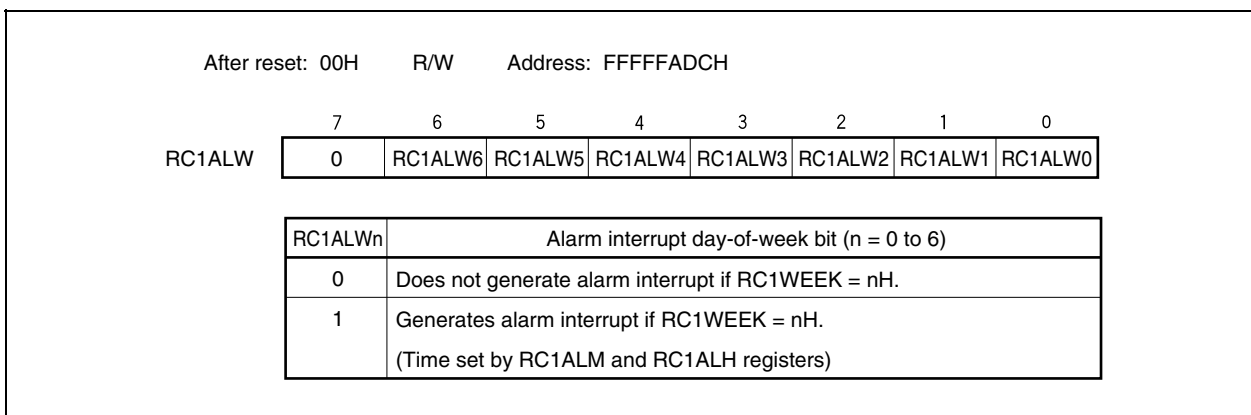 After reset: 00H R/W Address: FFFFFADCH
7 6 5 4 3 2 1 0
RC1ALW 0 RC1ALW6 RC1ALW5 RC1ALW4 RC1ALW3 RC1ALW2 RC1ALW1 RC1ALW0
RC1ALWn Alarm interrupt day-of-week bit (n = 0 to 6)
0 Does not generate alarm interrupt if RC1WEEK = nH.
1 Generates alarm interrupt if RC1WEEK = nH.
(Time set by RC1ALM and RC1ALH registers)